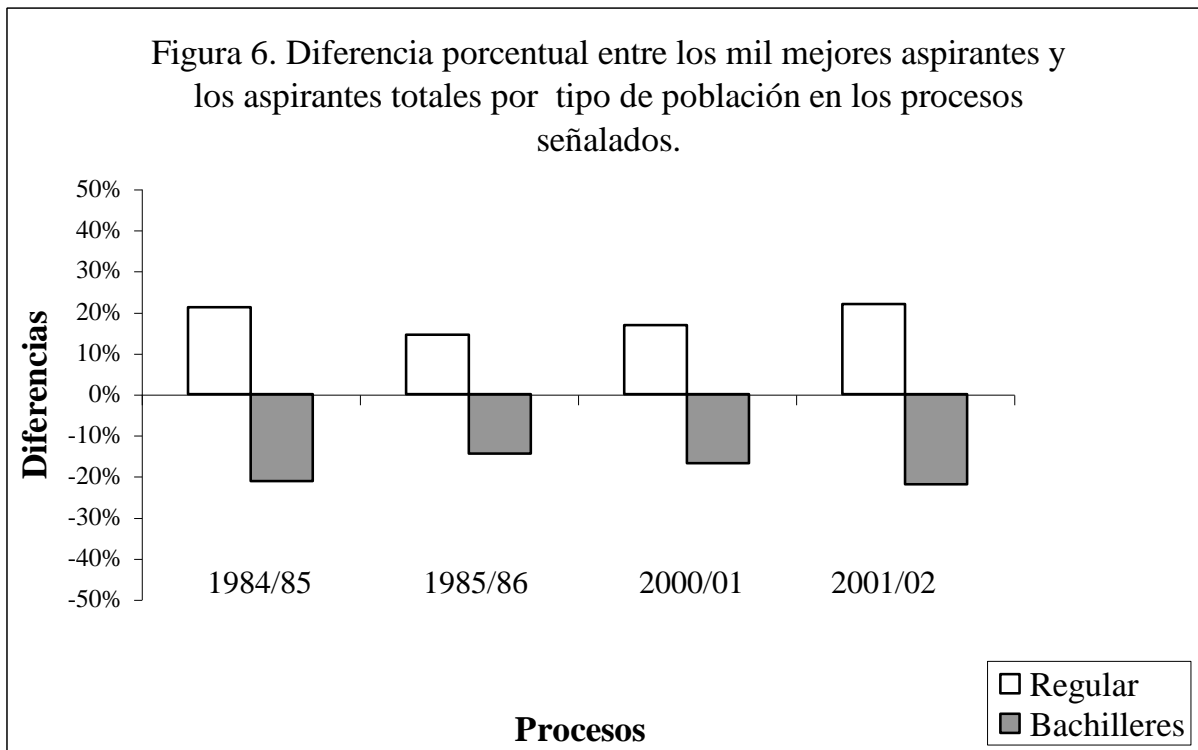 Figura 6. Diferencia porcentual entre los mil mejores aspirantes y
los aspirantes totales por tipo de población en los procesos
señalados.
50%
40%
30%
20%
10%
0%
-10%
-20%
-30%
-40%
-50%
Diferencias
1984/85
1985/86
2000/01
2001/02
Procesos
Regular
Bachilleres